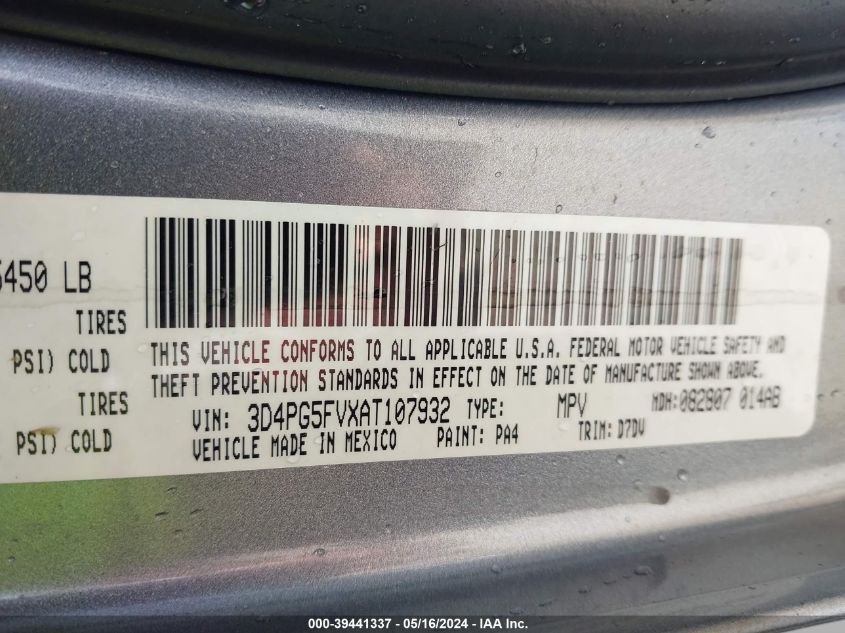 5450 LB
TIRES
PSI) COLD
TIRES
PSI) COLD
THIS VEHICLE CONFORMS TO ALL APPLICABLE U.S.A. FEDERAL MOTOR VEHICLE SAFETY AND
THEFT PREVENTION STANDARDS IN EFFECT ON THE DATE OF MANUFACTURE SHOWN ABOVE.
VIN: 3D4PG5FVXAT107932 TYPE: MPV MDH:082807 014AB
VEHICLE MADE IN MEXICO PAINT: PA4 TRIM: D7DV
000-39441337 - 05/16/2024 - IAA Inc.